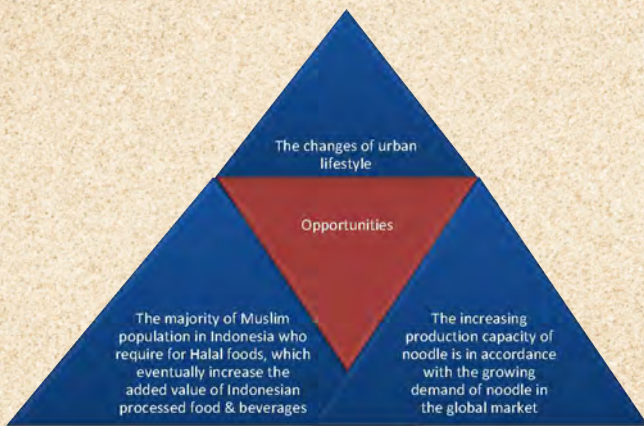 The changes of urban
lifestyle
Opportunities
The majority of Muslim
population in Indonesia who
require for Halal foods, which
eventually increase the
added value of Indonesian
processed food & beverages
The increasing
production capacity of
noodle is in accordance
with the growing
demand of noodle in
the global market